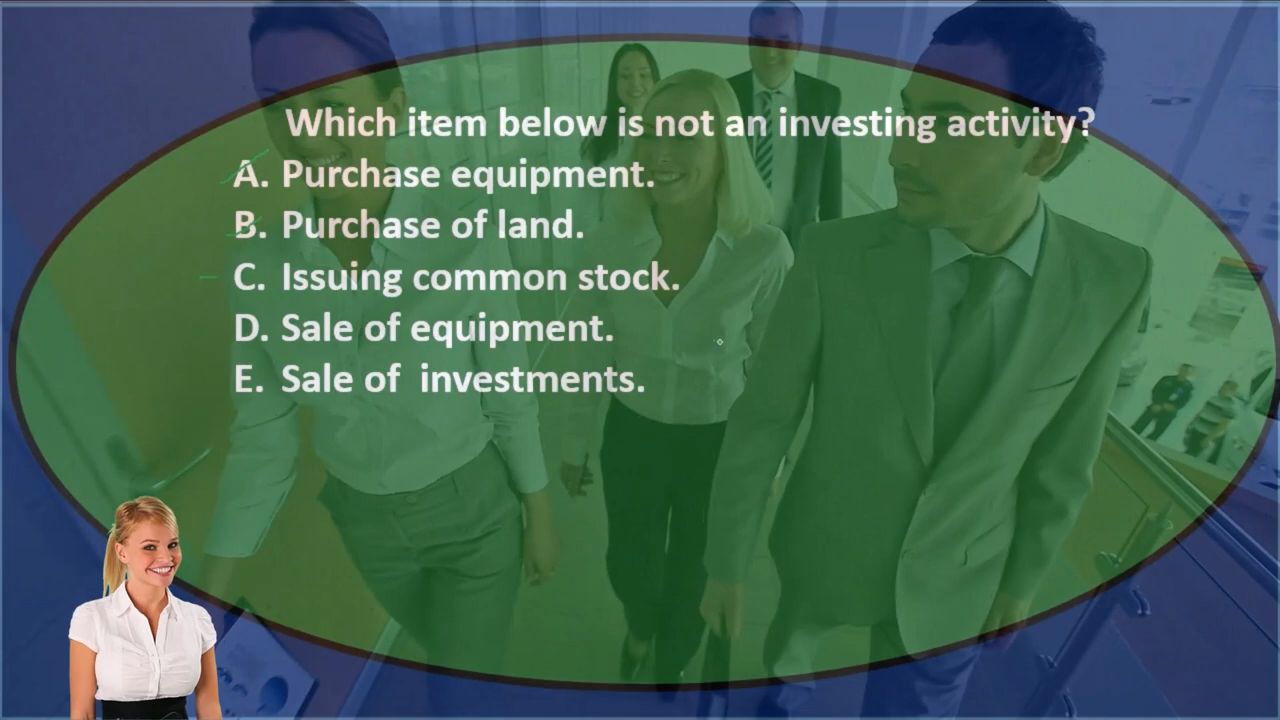 Which item below is not an investing activity?
A. Purchase equipment.
B. Purchase of land.
C. Issuing common stock.
D. Sale of equipment.
E. Sale of investments.